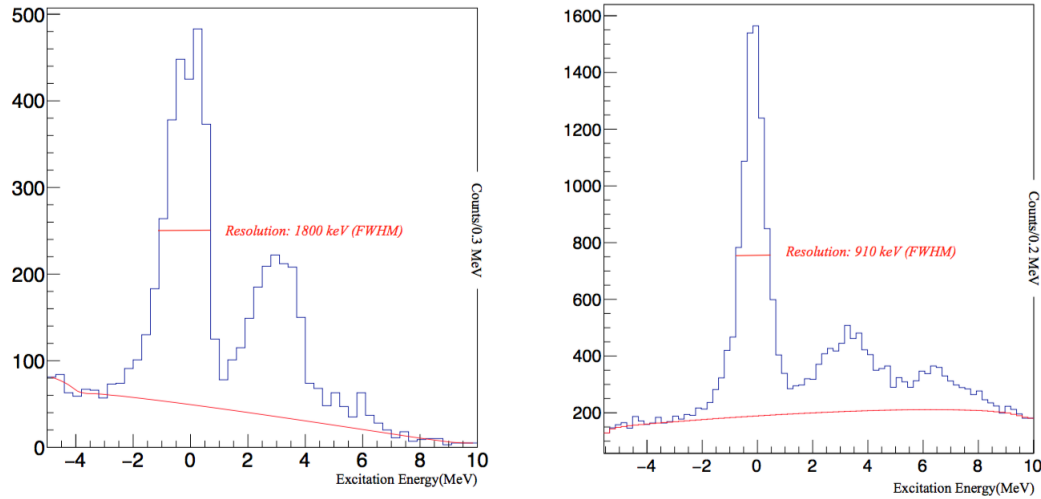 500
400
300
200
100
0
Resolution: 1800 keV (FWHM)
Counts/0.3 MeV
−4 −2 0 2 4 6 8 10
Excitation Energy(MeV)
1600
1400
1200
1000
800
600
400
200
Resolution: 910 keV (FWHM)
Counts/0.2 MeV
−4 −2 0 2 4 6 8 10
Excitation Energy(MeV)